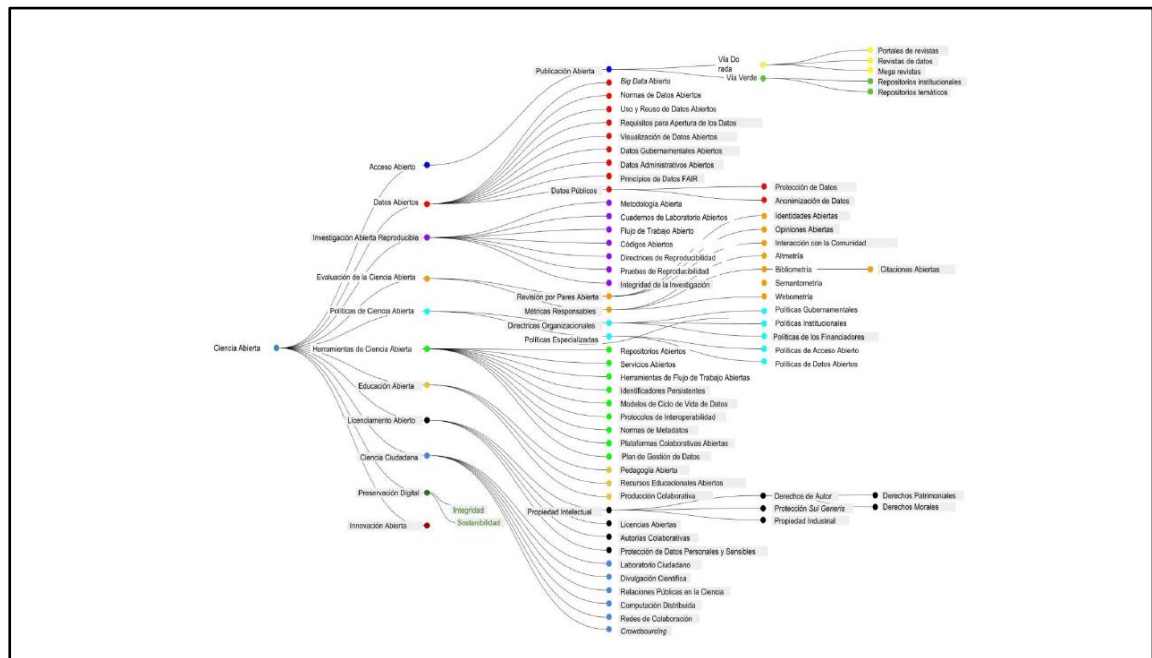 Ciencia Abierta
Acceso Abierto
Datos Abiertos
Investigación Abierta Reproducible
Evaluación de la Ciencia Abierta
Políticas de Ciencia Abierta
Herramientas de Ciencia Abierta
Educación Abierta
Licenciamento Abierto
Ciencia Ciudadana
Preservación Digital
Innovación Abierta
Integridad
Sostenibilidad
Publicación Abierta
Big Data Abierto
Normas de Datos Abiertos
Uso y Reuso de Datos Abiertos
Requisitos para Apertura de los Datos
Visualización de Datos Abiertos
Datos Gubernamentales Abiertos
Datos Administrativos Abiertos
Principios de Datos FAIR
Datos Públicos
Metodología Abierta
Cuadernos de Laboratorio Abiertos
Flujo de Trabajo Abierto
Códigos Abiertos
Directrices de Reproducibilidad
Pruebas de Reproducibilidad
Integridad de la Investigación
Revisión por Pares Abierta
Métricas Responsables
Directrices Organizacionales
Políticas Especializadas
Repositorios Abiertos
Servicios Abiertos
Herramientas de Flujo de Trabajo Abiertas
Identificadores Persistentes
Modelos de Ciclo de Vida de Datos
Protocolos de Interoperabilidad
Normas de Metadatos
Plataformas Colaborativas Abiertas
Plan de Gestión de Datos
Pedagogía Abierta
Recursos Educacionales Abiertos
Producción Colaborativa
Propiedad Intelectual
Licencias Abiertas
Autorías Colaborativas
Protección de Datos Personales y Sensibles
Laboratorio Ciudadano
Divulgación Científica
Relaciones Públicas en la Ciencia
Computación Distribuida
Redes de Colaboración
Crowdsourcing
Vía Do
rada
Vía Verde
Protección de Datos
Anonimización de Datos
Identidades Abiertas
Opiniones Abiertas
Interacción con la Comunidad
Altmetría
Bibliometría
Semantometría
Webometría
Políticas Gubernamentales
Políticas Institucionales
Políticas de los Financiadores
Políticas de Acceso Abierto
Políticas de Datos Abiertos
Derechos de Autor
Protección Sui Generis
Propiedad Industrial
Portales de revistas
Revistas de datos
Mega revistas
Repositorios institucionales
Repositorios temáticos
Citaciones Abiertas
Derechos Patrimoniales
Derechos Morales